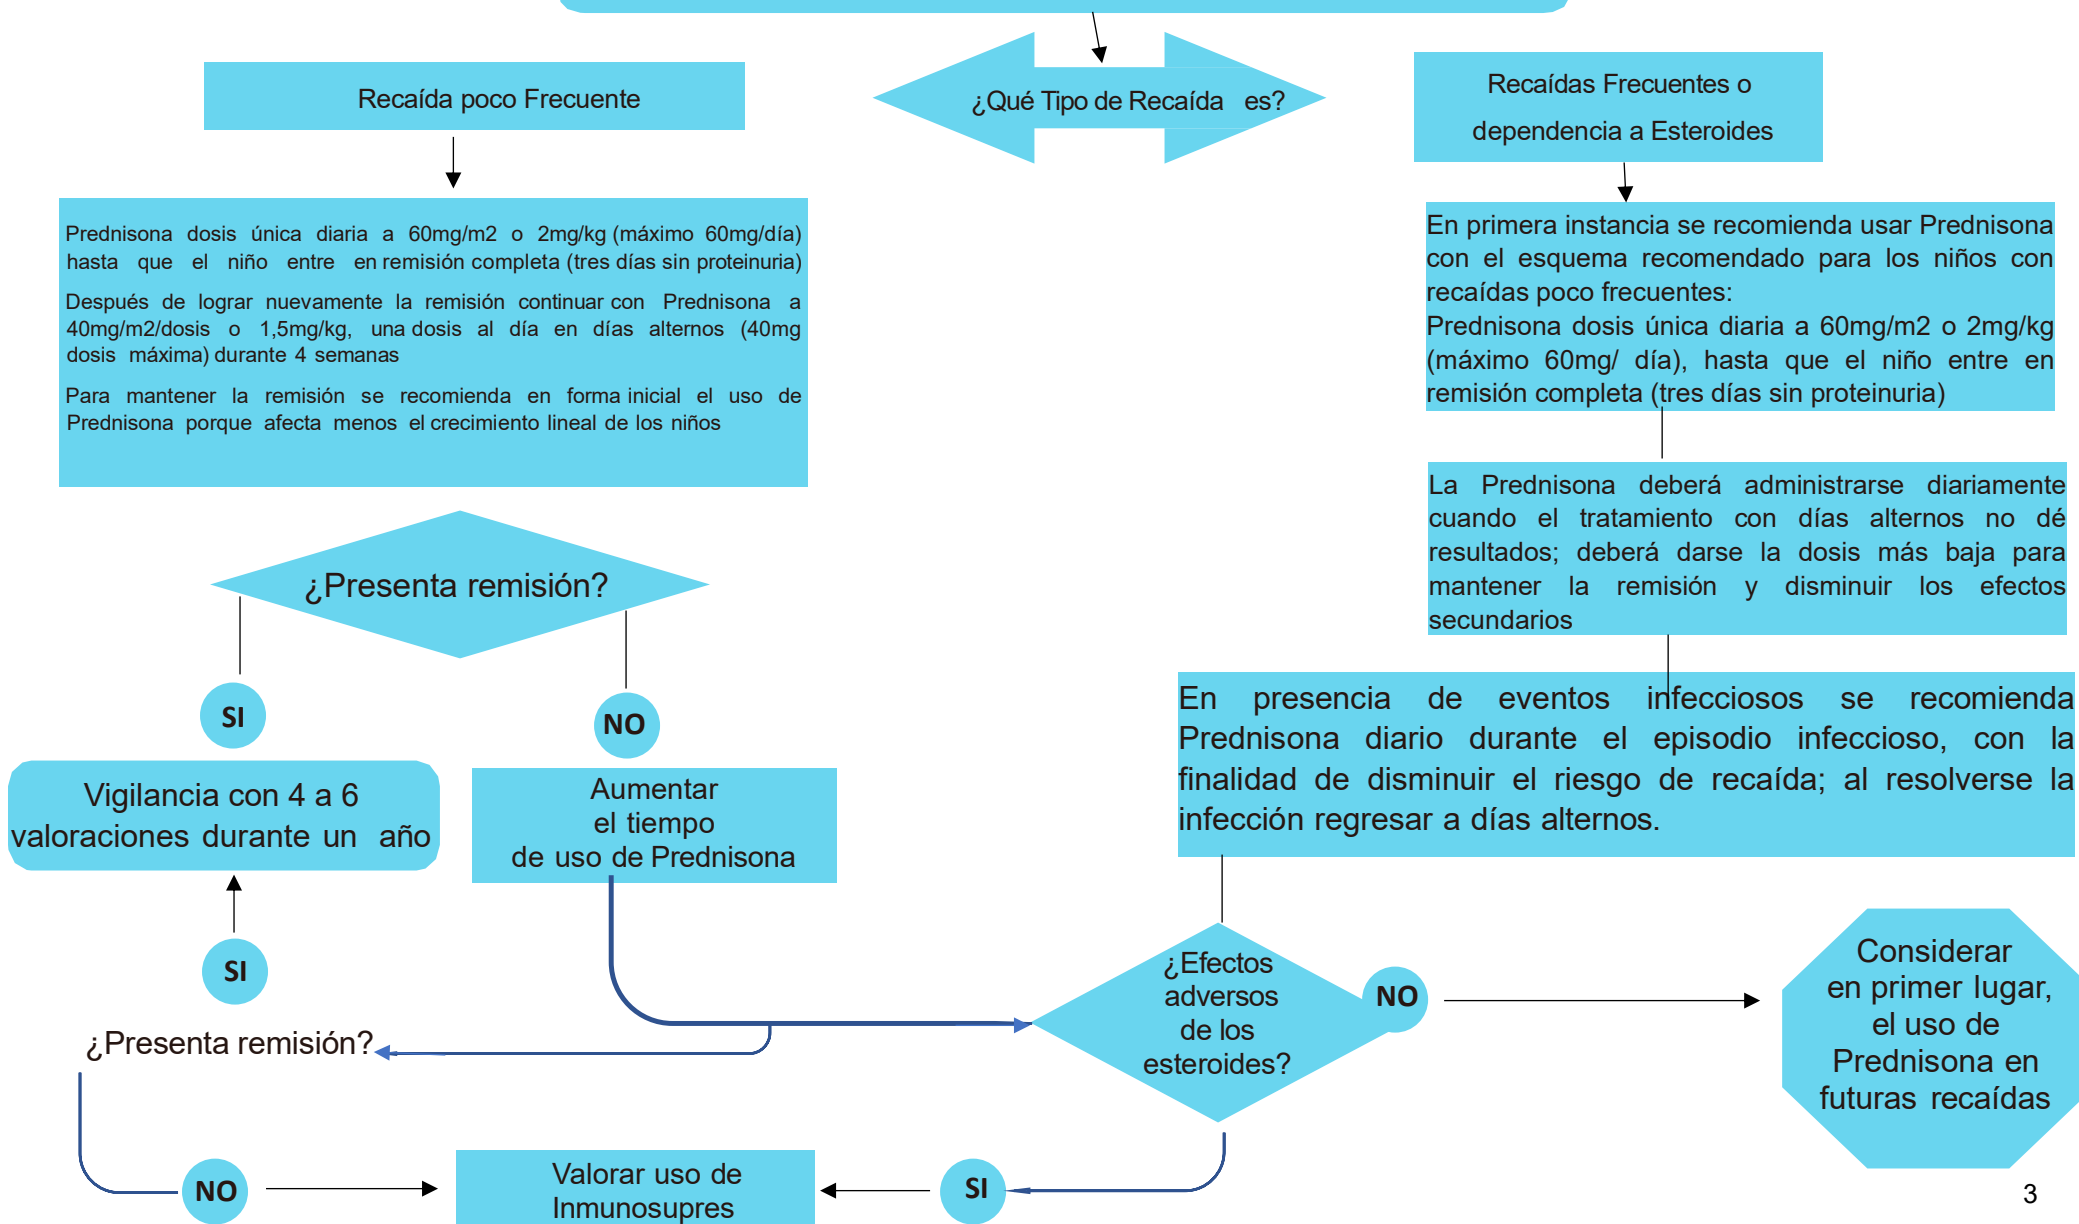 ¿Qué Tipo de Recaída es?
Recaída poco Frecuente
Prednisona dosis única diaria a 60mg/m2 o 2mg/kg (máximo 60mg/día)
hasta que el niño entre en remisión completa (tres días sin proteinuria)
Después de lograr nuevamente la remisión continuar con Prednisona a
40mg/m2/dosis o 1,5mg/kg, una dosis al día en días alternos (40mg
dosis máxima) durante 4 semanas
Para mantener la remisión se recomienda en forma inicial el uso de
Prednisona porque afecta menos el crecimiento lineal de los niños
¿Presenta remisión?
SI
NO
Vigilancia con 4 a 6
valoraciones durante un año
Aumentar
el tiempo
de uso de Prednisona
SI
¿Presenta remisión?
NO
Valorar uso de
Inmunosupres
Recaídas Frecuentes o
dependencia a Esteroides
En primera instancia se recomienda usar Prednisona
con el esquema recomendado para los niños con
recaídas poco frecuentes:
Prednisona dosis única diaria a 60mg/m2 o 2mg/kg
(máximo 60mg/ día), hasta que el niño entre en
remisión completa (tres días sin proteinuria)
La Prednisona deberá administrarse diariamente
cuando el tratamiento con días alternos no dé
resultados; deberá darse la dosis más baja para
mantener la remisión y disminuir los efectos
secundarios
En presencia de eventos infecciosos se recomienda
Prednisona diario durante el episodio infeccioso, con la
finalidad de disminuir el riesgo de recaída; al resolverse la
infección regresar a días alternos.
¿Efectos
adversos
de los
esteroides?
NO
Considerar
en primer lugar,
el uso de
Prednisona en
futuras recaídas
SI
3